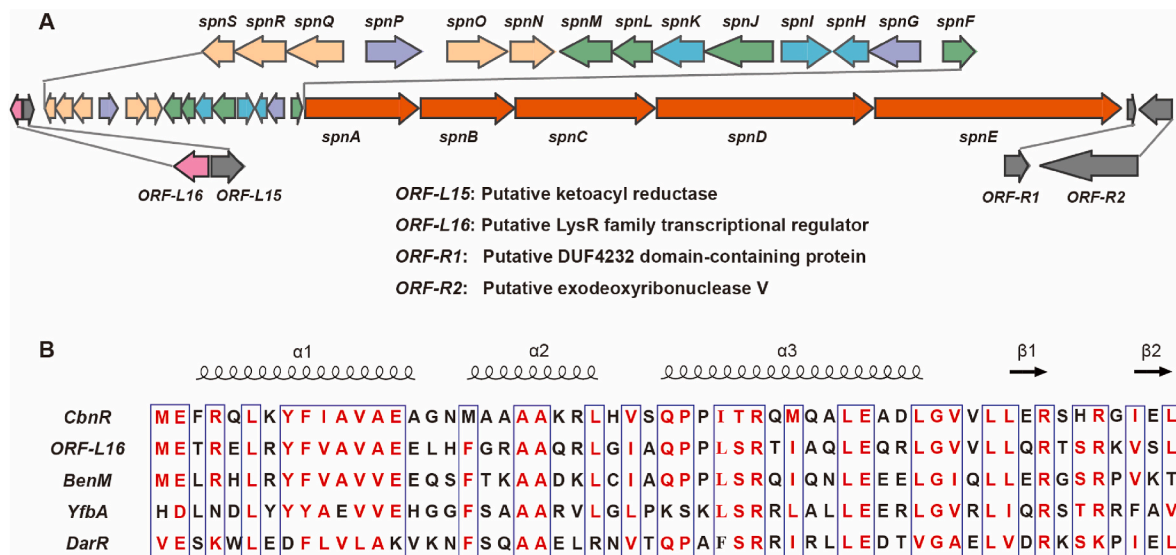 A
spnS spnR spnQ spnP spnO spnN spnM spnL spnK spnJ spnI spnH spnG spnF
spnA spnB spnC spnD spnE
ORF-L16 ORF-L15 ORF-R1 ORF-R2
ORF-L15: Putative ketoacyl reductase
ORF-L16: Putative LysR family transcriptional regulator
ORF-R1: Putative DUF4232 domain-containing protein
ORF-R2: Putative exodeoxyribonuclease V
B
α1 α2 α3 β1 β2
CbnR MEFRQLKYFIAVAEAGNMAAAAKRLHVSQPPITRQMQALEADLGVVLLERSHRGIEL
ORF-L16 METRELRYFVAVAEELHFGRAAQRLGIAQPPLSRTIAQLEQRLGVVLLQRTSRKVSL
BenM MELRHLRYFVAVVEEQSFTKAADKLCIAQPPLSRQIQNLEEELGIQLLERGSRPVKT
YfbA HDLNDLYYYAEVVEHGGFSAAARVLGLPKSKLSRRLALLEERLGVRLIQRSTRRFAV
DarR VESKWLEDFLVLAKVKNFSQAAELRNVTQPAFSRRIRLLEDTVGAELVDRKSKPIEL